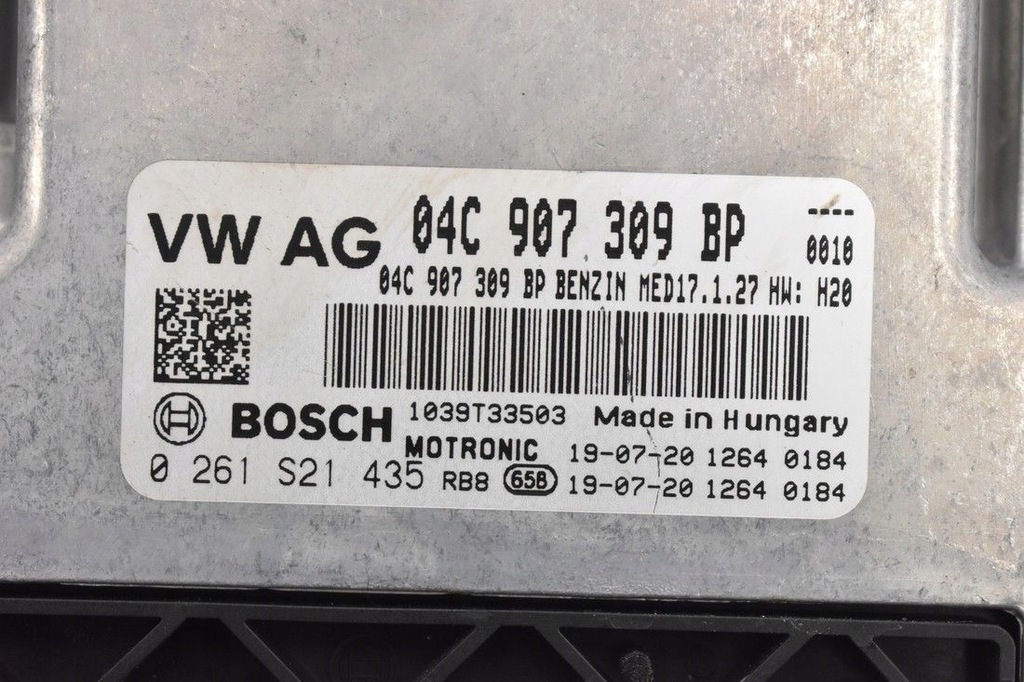 VW AG 04C 907 309 BP ----
0010
04C 907 309 BP BENZIN MED17.1.27 HW: H20
BOSCH 1039T33503 Made in Hungary
MOTRONIC 19-07-20 1264 0184
0 261 S21 435 RB8 65B 19-07-20 1264 0184